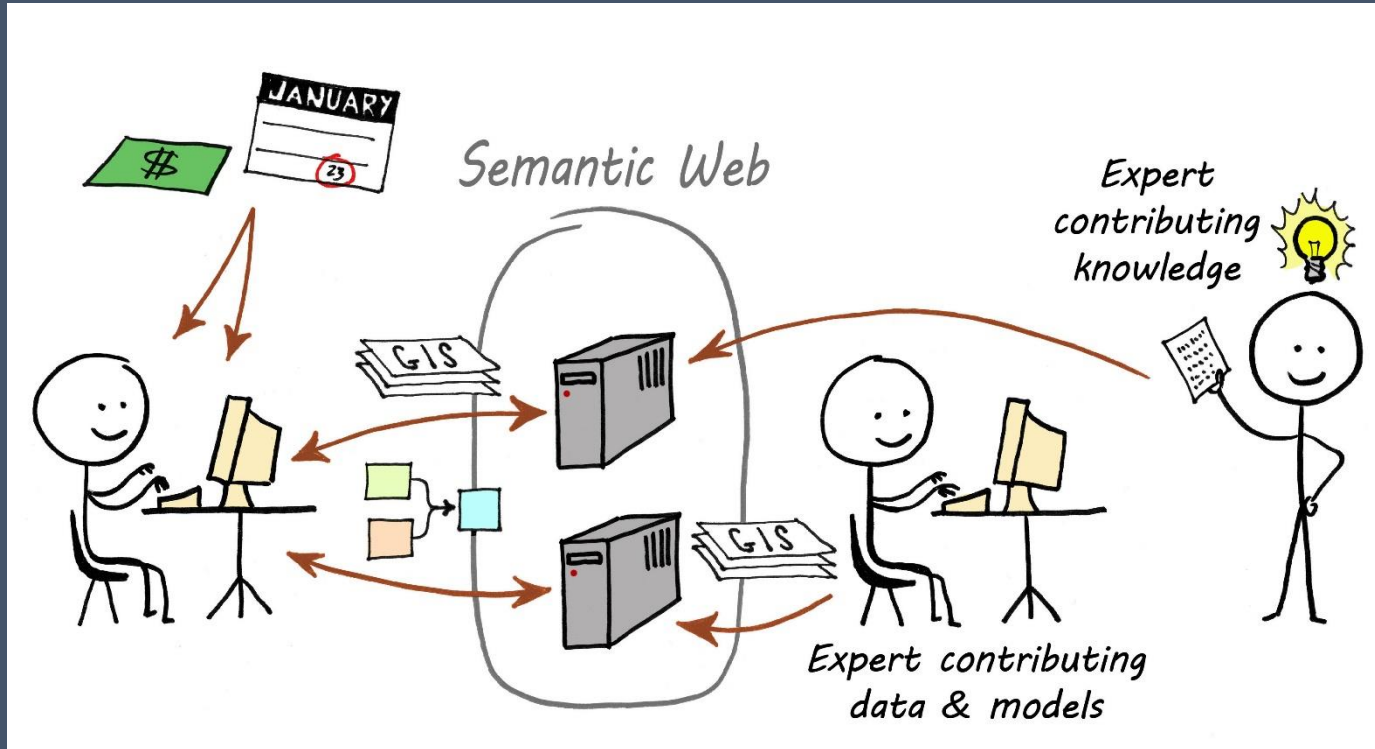 JANUARY
23
$
Semantic Web
Expert
contributing
knowledge
GIS
GIS
Expert contributing
data & models